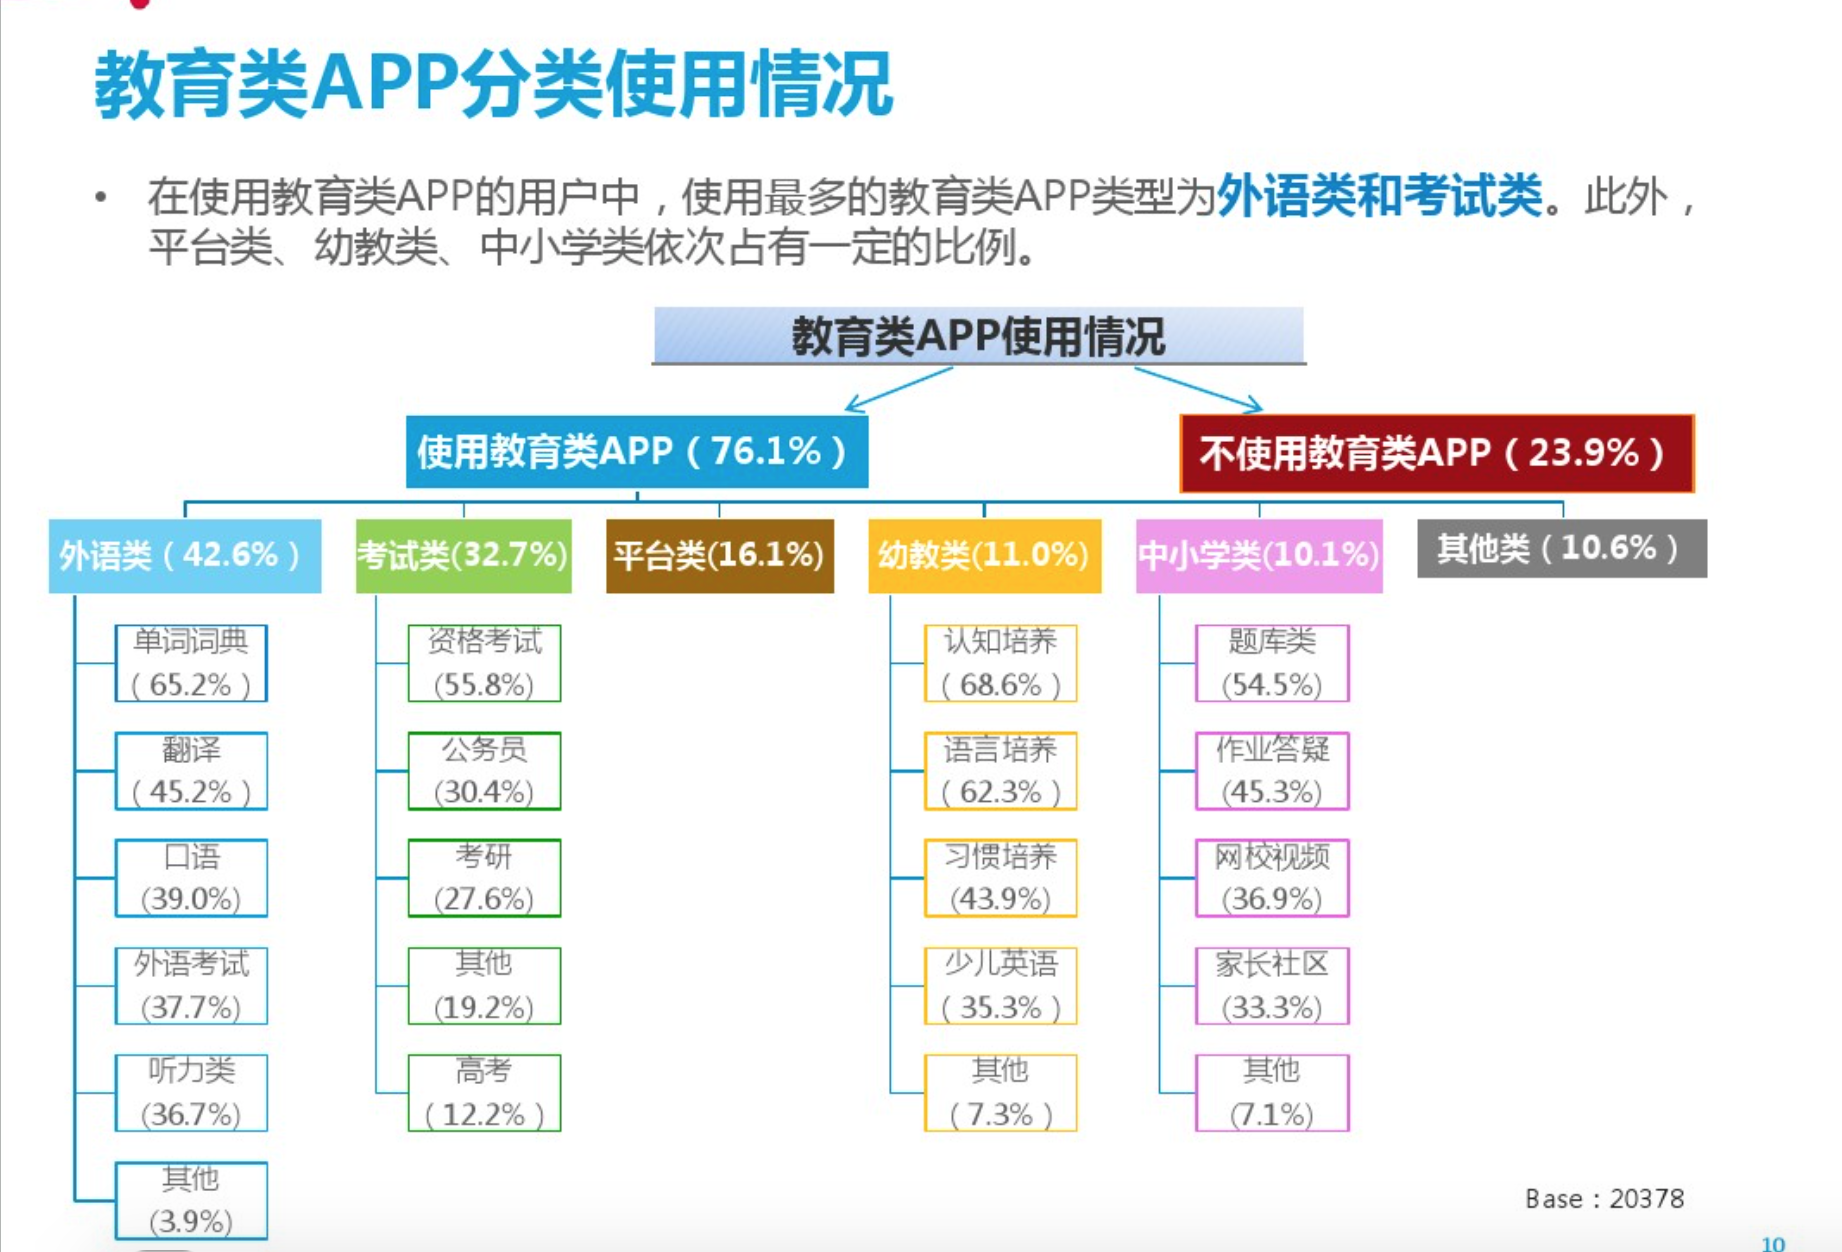 教育类APP分类使用情况
• 在使用教育类APP的用户中，使用最多的教育类APP类型为外语类和考试类。此外，
平台类、幼教类、中小学类依次占有一定的比例。
教育类APP使用情况
使用教育类APP（76.1%）
不使用教育类APP（23.9%）
外语类（42.6%）
考试类(32.7%)
平台类(16.1%)
幼教类(11.0%)
中小学类(10.1%)
其他类（10.6%）
单词词典
（65.2%）
翻译
（45.2%）
口语
(39.0%)
外语考试
(37.7%)
听力类
(36.7%)
其他
(3.9%)
资格考试
(55.8%)
公务员
(30.4%)
考研
(27.6%)
其他
(19.2%)
高考
（12.2%）
认知培养
（68.6%）
语言培养
（62.3%）
习惯培养
(43.9%)
少儿英语
（35.3%）
其他
（7.3%）
题库类
(54.5%)
作业答疑
(45.3%)
网校视频
(36.9%)
家长社区
(33.3%)
其他
(7.1%)
Base：20378
10